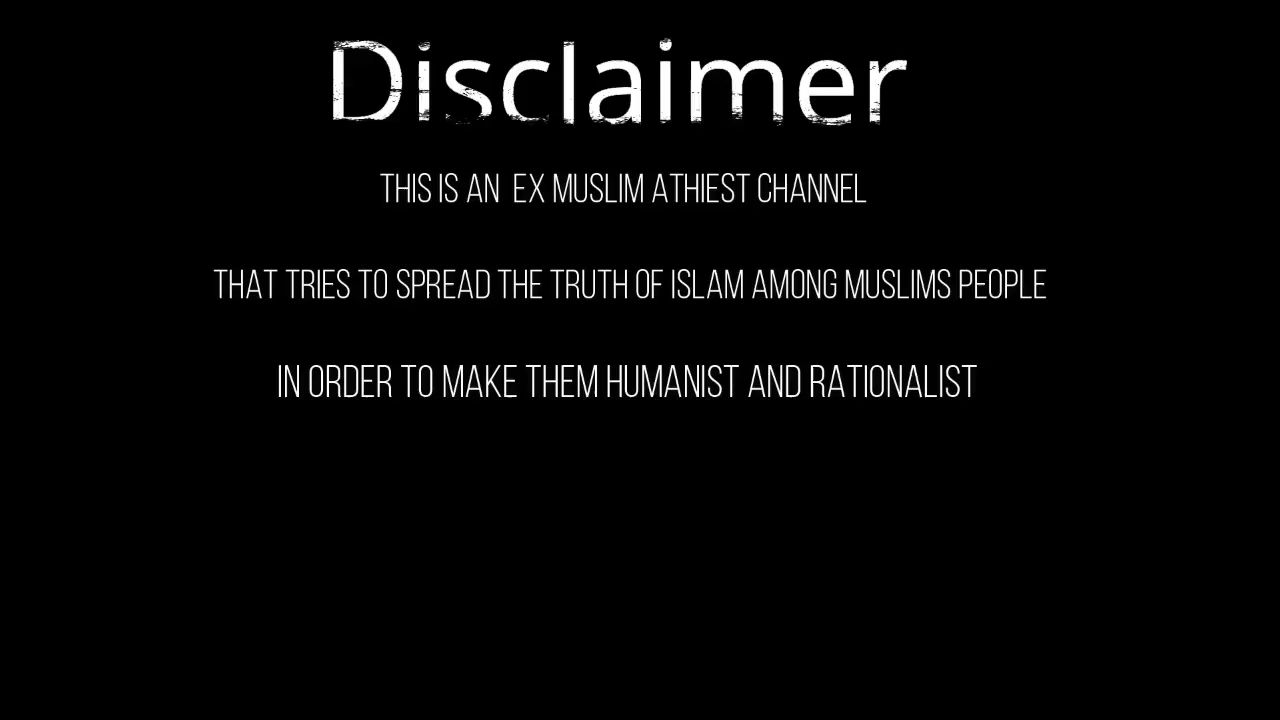 Disclaimer
THIS IS AN EX MUSLIM ATHIEST CHANNEL
THAT TRIES TO SPREAD THE TRUTH OF ISLAM AMONG MUSLIMS PEOPLE
IN ORDER TO MAKE THEM HUMANIST AND RATIONALIST